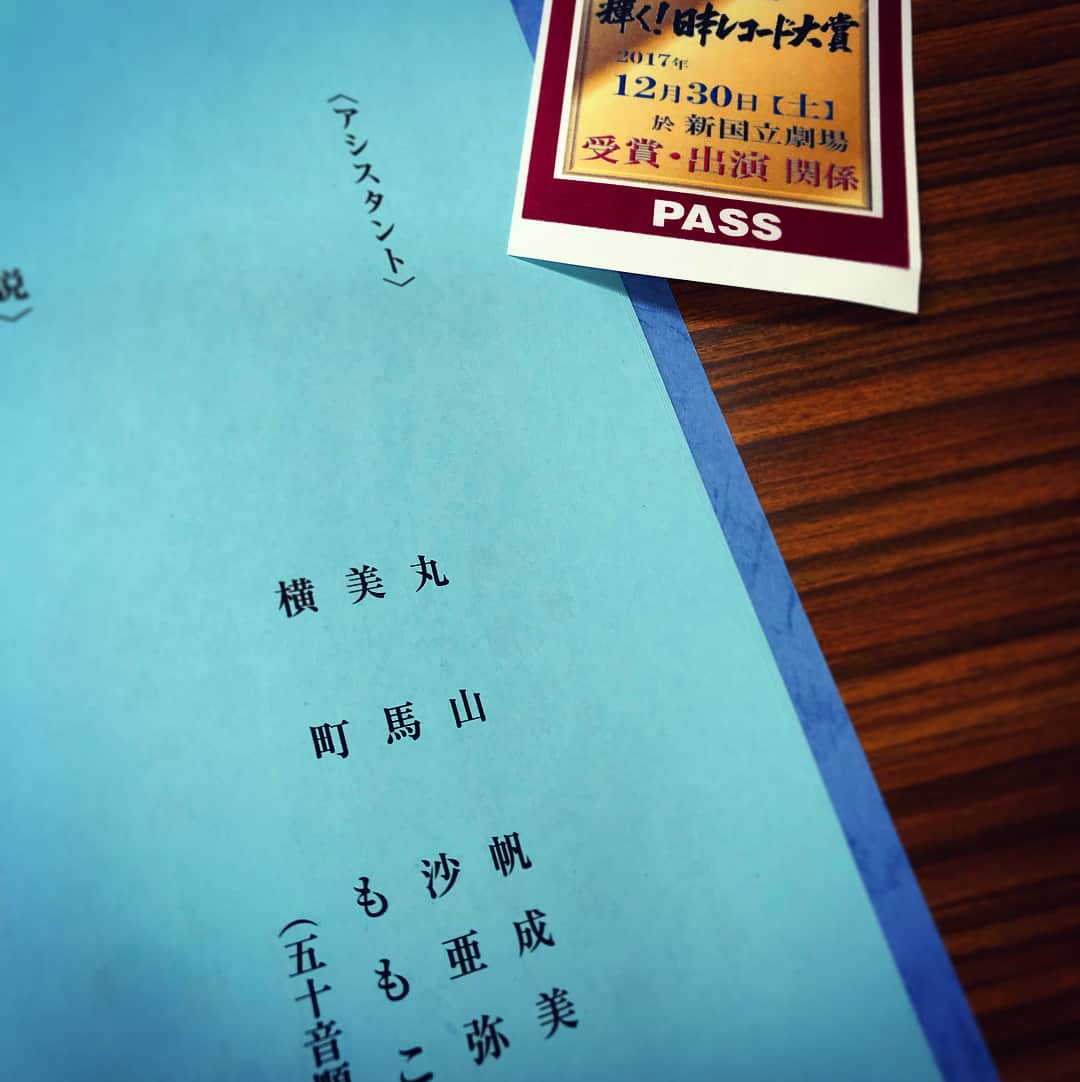 輝く!日本レコード大賞
2017年
12月30日【土】
於 新国立劇場
受賞・出演 関係
PASS
〈アシスタント〉
丸山帆成美
美馬沙亜弥
横町ももこ
(五十音順
説〉